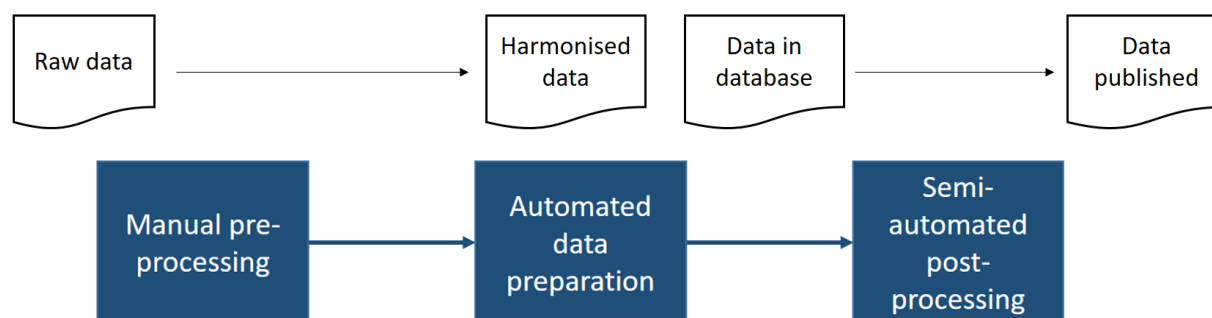 Raw data
Harmonised
data
Data in
database
Data
published
Manual pre-
processing
Automated
data
preparation
Semi-
automated
post-
processing